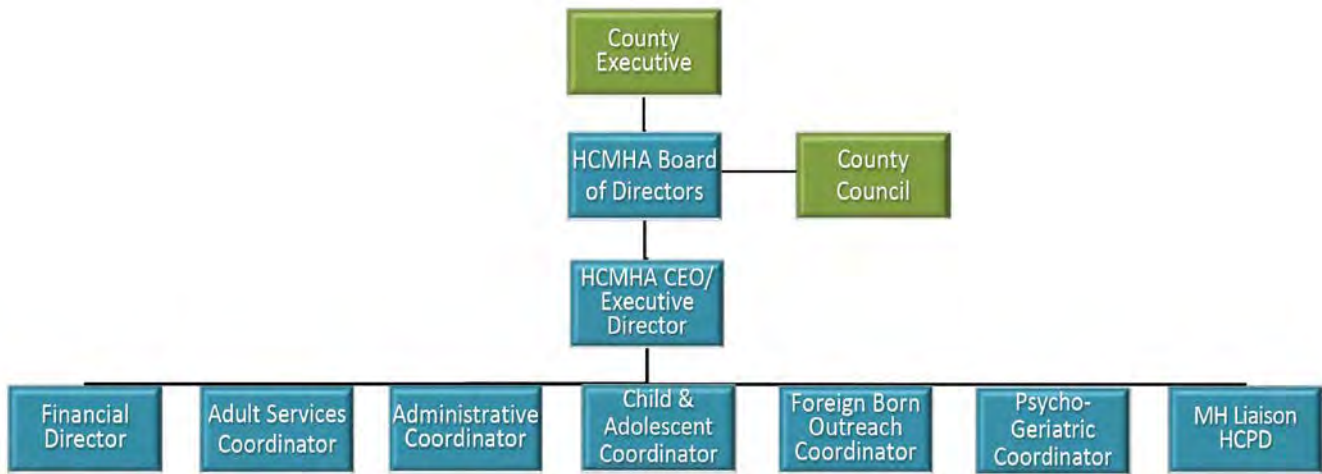 County
Executive
HCMHA Board
of Directors
County
Council
HCMHA CEO/
Executive
Director
Financial
Director
Adult Services
Coordinator
Administrative
Coordinator
Child &
Adolescent
Coordinator
Foreign Born
Outreach
Coordinator
Psycho-
Geriatric
Coordinator
MH Liaison
HCPD